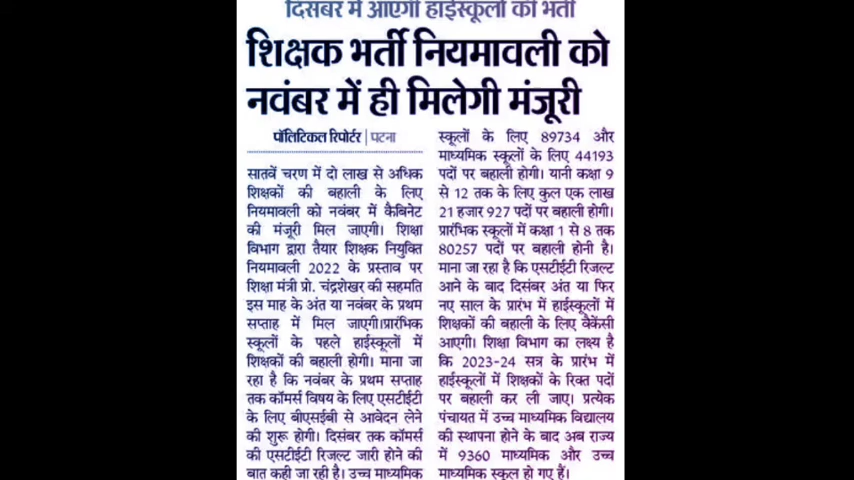 दिसंबर में आएगी हाईस्कूलों की भर्ती
शिक्षक भर्ती नियमावली को
नवंबर में ही मिलेगी मंजूरी
पॉलिटिकल रिपोर्टर | पटना
सातवें चरण में दो लाख से अधिक
शिक्षकों की बहाली के लिए
नियमावली को नवंबर में कैबिनेट
की मंजूरी मिल जाएगी। शिक्षा
विभाग द्वारा तैयार शिक्षक नियुक्ति
नियमावली 2022 के प्रस्ताव पर
शिक्षा मंत्री प्रो. चंद्रशेखर की सहमति
इस माह के अंत या नवंबर के प्रथम
सप्ताह में मिल जाएगी।प्रारंभिक
स्कूलों के पहले हाईस्कूलों में
शिक्षकों की बहाली होगी। माना जा
रहा है कि नवंबर के प्रथम सप्ताह
तक कॉमर्स विषय के लिए एसटीईटी
के लिए बीएसईबी से आवेदन लेने
की शुरू होगी। दिसंबर तक कॉमर्स
की एसटीईटी रिजल्ट जारी होने की
बात कही जा रही है। उच्च माध्यमिक
स्कूलों के लिए 89734 और
माध्यमिक स्कूलों के लिए 44193
पदों पर बहाली होगी। यानी कक्षा 9
से 12 तक के लिए कुल एक लाख
21 हजार 927 पदों पर बहाली होगी।
प्रारंभिक स्कूलों में कक्षा 1 से 8 तक
80257 पदों पर बहाली होनी है।
माना जा रहा है कि एसटीईटी रिजल्ट
आने के बाद दिसंबर अंत या फिर
नए साल के प्रारंभ में हाईस्कूलों में
शिक्षकों की बहाली के लिए वैकेंसी
आएगी। शिक्षा विभाग का लक्ष्य है
कि 2023-24 सत्र के प्रारंभ में
हाईस्कूलों में शिक्षकों के रिक्त पदों
पर बहाली कर ली जाए। प्रत्येक
पंचायत में उच्च माध्यमिक विद्यालय
की स्थापना होने के बाद अब राज्य
में 9360 माध्यमिक और उच्च
माध्यमिक स्कूल हो गए हैं।